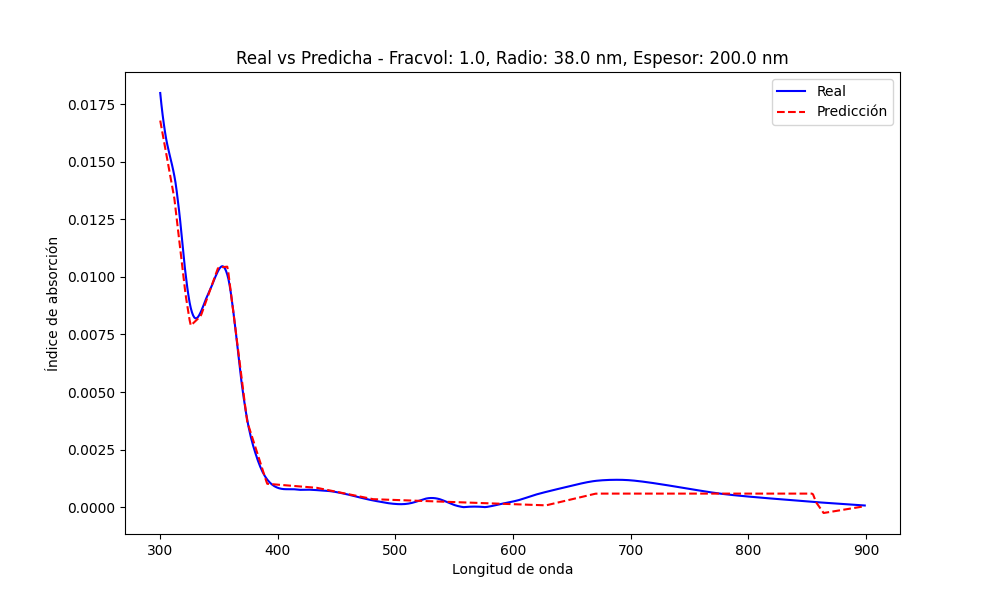 Real vs Predicha - Fracvol: 1.0, Radio: 38.0 nm, Espesor: 200.0 nm
Real
Predicción
Índice de absorción
0.0175
0.0150
0.0125
0.0100
0.0075
0.0050
0.0025
0.0000
300 400 500 600 700 800 900
Longitud de onda